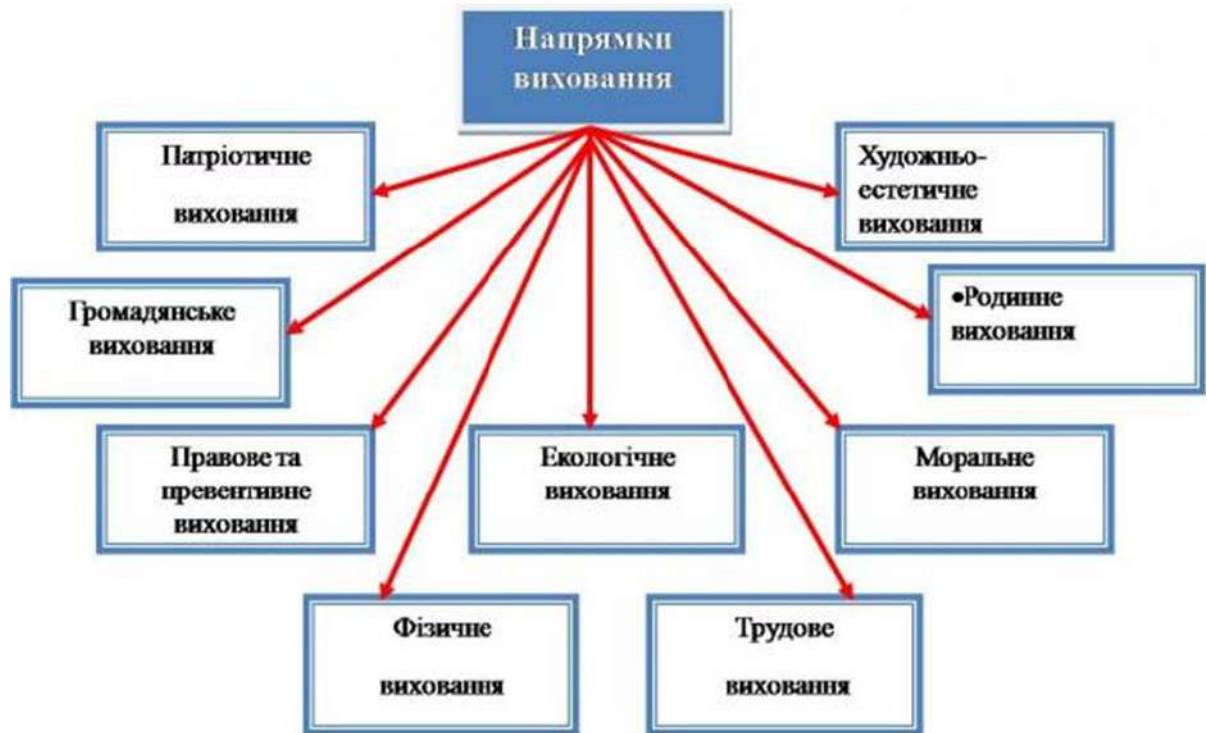 Напрямки
виховання
Патріотичне
виховання
Художньо-
естетичне
виховання
Громадянське
виховання
•Родинне
виховання
Правове та
превентивне
виховання
Екологічне
виховання
Моральне
виховання
Фізичне
виховання
Трудове
виховання